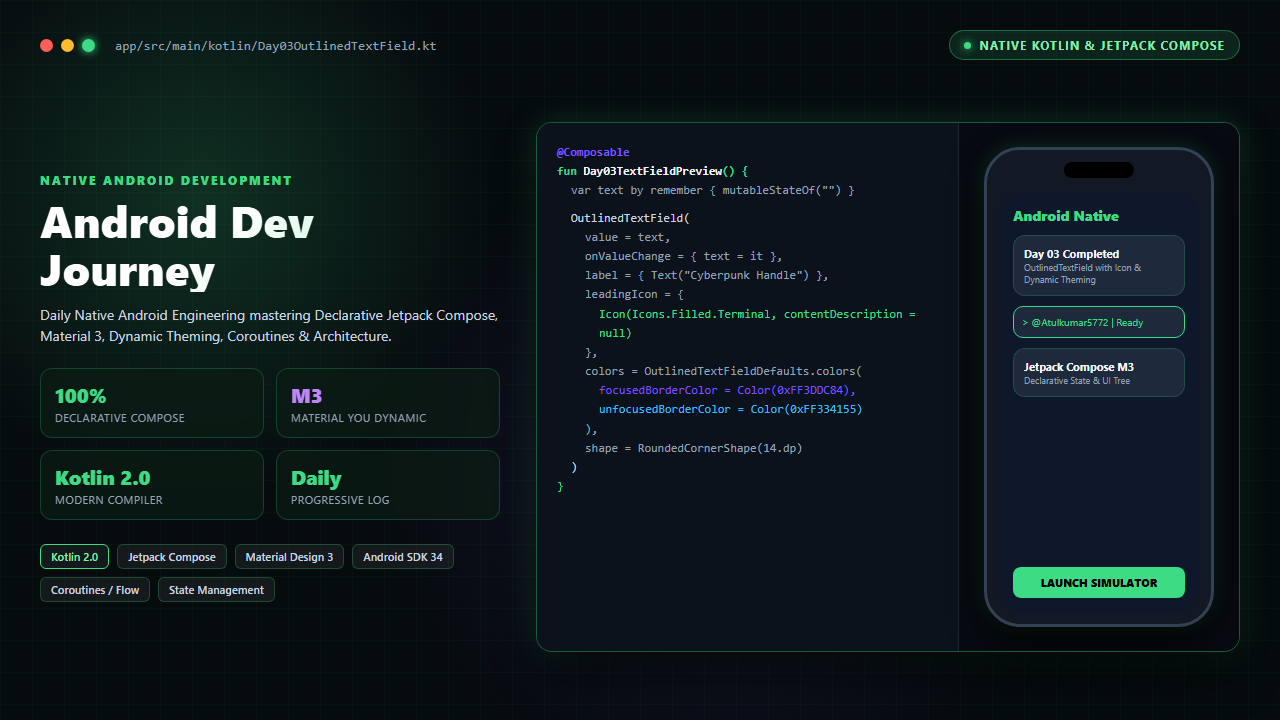 app/src/main/kotlin/Day03OutlinedTextField.kt
NATIVE KOTLIN & JETPACK COMPOSE
NATIVE ANDROID DEVELOPMENT
Android Dev
Journey
Daily Native Android Engineering mastering Declarative Jetpack Compose,
Material 3, Dynamic Theming, Coroutines & Architecture.
100%
DECLARATIVE COMPOSE
M3
MATERIAL YOU DYNAMIC
Kotlin 2.0
MODERN COMPILER
Daily
PROGRESSIVE LOG
Kotlin 2.0
Jetpack Compose
Material Design 3
Android SDK 34
Coroutines / Flow
State Management
@Composable
fun Day03TextFieldPreview() {
var text by remember { mutableStateOf("") }
OutlinedTextField(
value = text,
onValueChange = { text = it },
label = { Text("Cyberpunk Handle") },
leadingIcon = {
Icon(Icons.Filled.Terminal, contentDescription =
null)
},
colors = OutlinedTextFieldDefaults.colors(
focusedBorderColor = Color(0xFF3DDC84),
unfocusedBorderColor = Color(0xFF334155)
),
shape = RoundedCornerShape(14.dp)
)
}
Android Native
Day 03 Completed
OutlinedTextField with Icon &
Dynamic Theming
> @Atulkumar5772 | Ready
Jetpack Compose M3
Declarative State & UI Tree
LAUNCH SIMULATOR